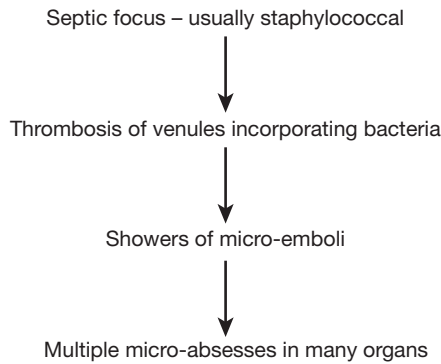 Septic focus – usually staphylococcal
Thrombosis of venules incorporating bacteria
Showers of micro-emboli
Multiple micro-absesses in many organs